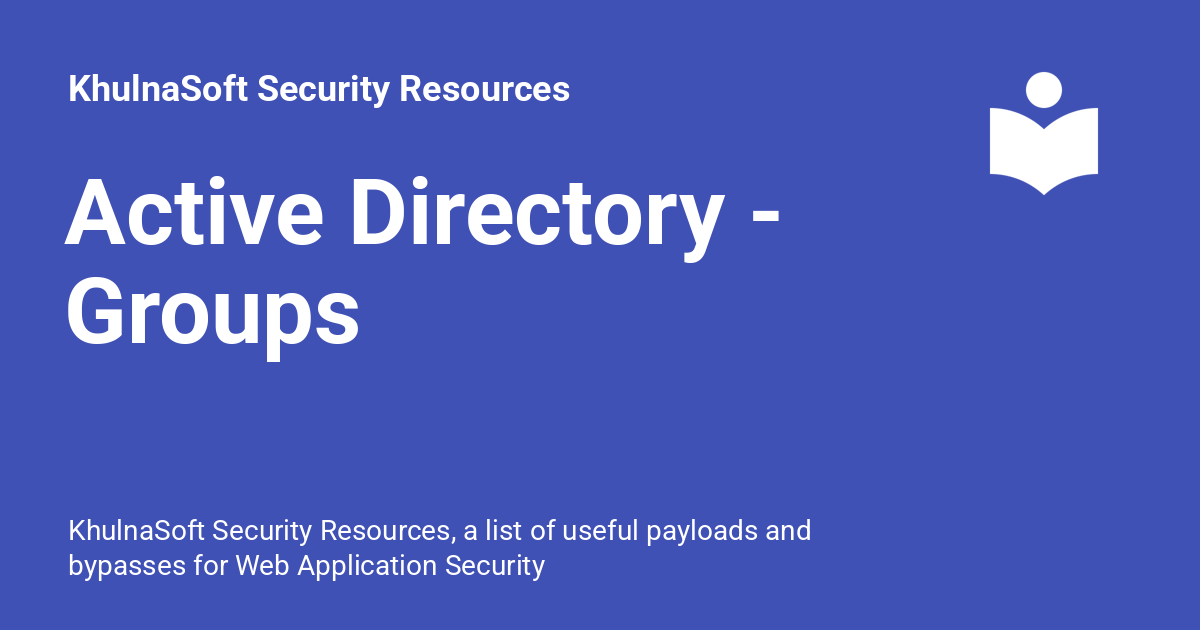 KhulnaSoft Security Resources
Active Directory -
Groups
KhulnaSoft Security Resources, a list of useful payloads and
bypasses for Web Application Security